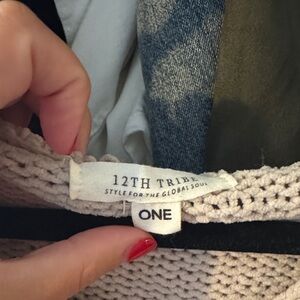 12TH TRIBE
STYLE FOR THE GLOBAL SOUL
ONE